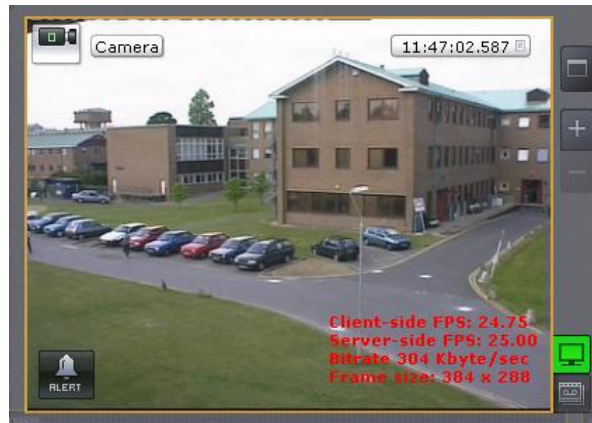 Camera
11:47:02.587
Client-side FPS: 24.75
Server-side FPS: 25.00
Bitrate 304 Kbyte/sec
Frame size: 384 x 288
ALERT